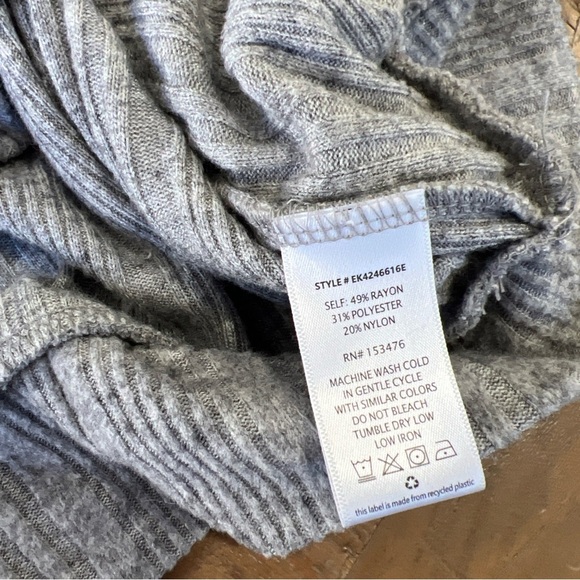 STYLE # EK4246616E
SELF: 49% RAYON
31% POLYESTER
20% NYLON
RN# 153476
MACHINE WASH COLD
IN GENTLE CYCLE
WITH SIMILAR COLORS
DO NOT BLEACH
TUMBLE DRY LOW
LOW IRON
this label is made from recycled plastic